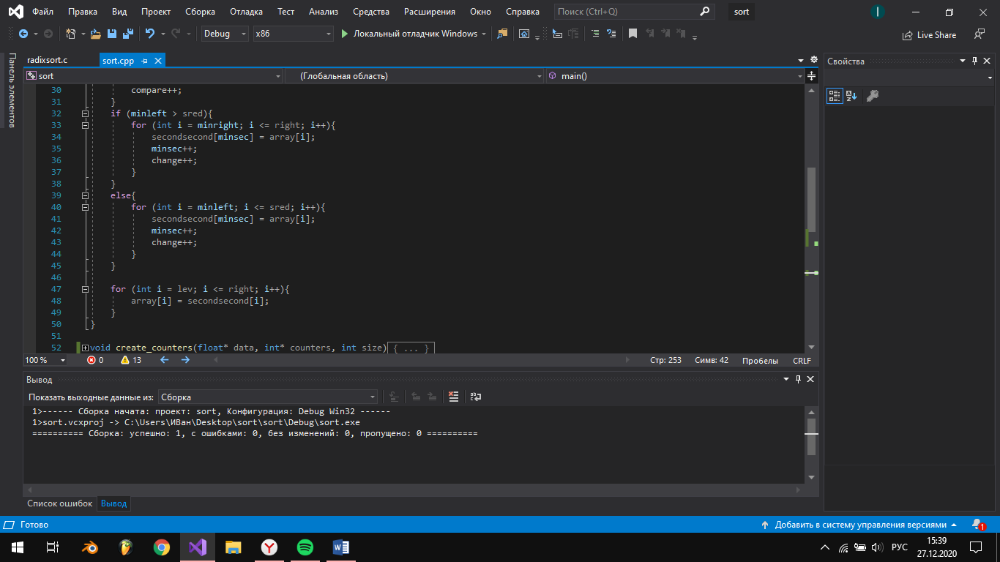 Файл Правка Вид Проект Сборка Отладка Тест Анализ Средства Расширения Окно Справка Поиск (Ctrl+Q) sort I
Debug x86 Локальный отладчик Windows Live Share
Панель элементов
radixsort.c sort.cpp
sort (Глобальная область) main()
30 compare++;
31 }
32 if (minleft > sred){
33 for (int i = minright; i <= right; i++){
34 secondsecond[minsec] = array[i];
35 minsec++;
36 change++;
37 }
38 }
39 else{
40 for (int i = minleft; i <= sred; i++){
41 secondsecond[minsec] = array[i];
42 minsec++;
43 change++;
44 }
45 }
46
47 for (int i = lev; i <= right; i++){
48 array[i] = secondsecond[i];
49 }
50 }
51
52 void create_counters(float* data, int* counters, int size){ ... }
100 % 0 13 Стр: 253 Симв: 42 Пробелы CRLF
Вывод
Показать выходные данные из: Сборка
1>------ Сборка начата: проект: sort, Конфигурация: Debug Win32 ------
1>sort.vcxproj -> C:\Users\ИВан\Desktop\sort\sort\Debug\sort.exe
========== Сборка: успешно: 1, с ошибками: 0, без изменений: 0, пропущено: 0 ==========
Список ошибок Вывод
Свойства
Готово Добавить в систему управления версиями 1
РУС 15:39
27.12.2020